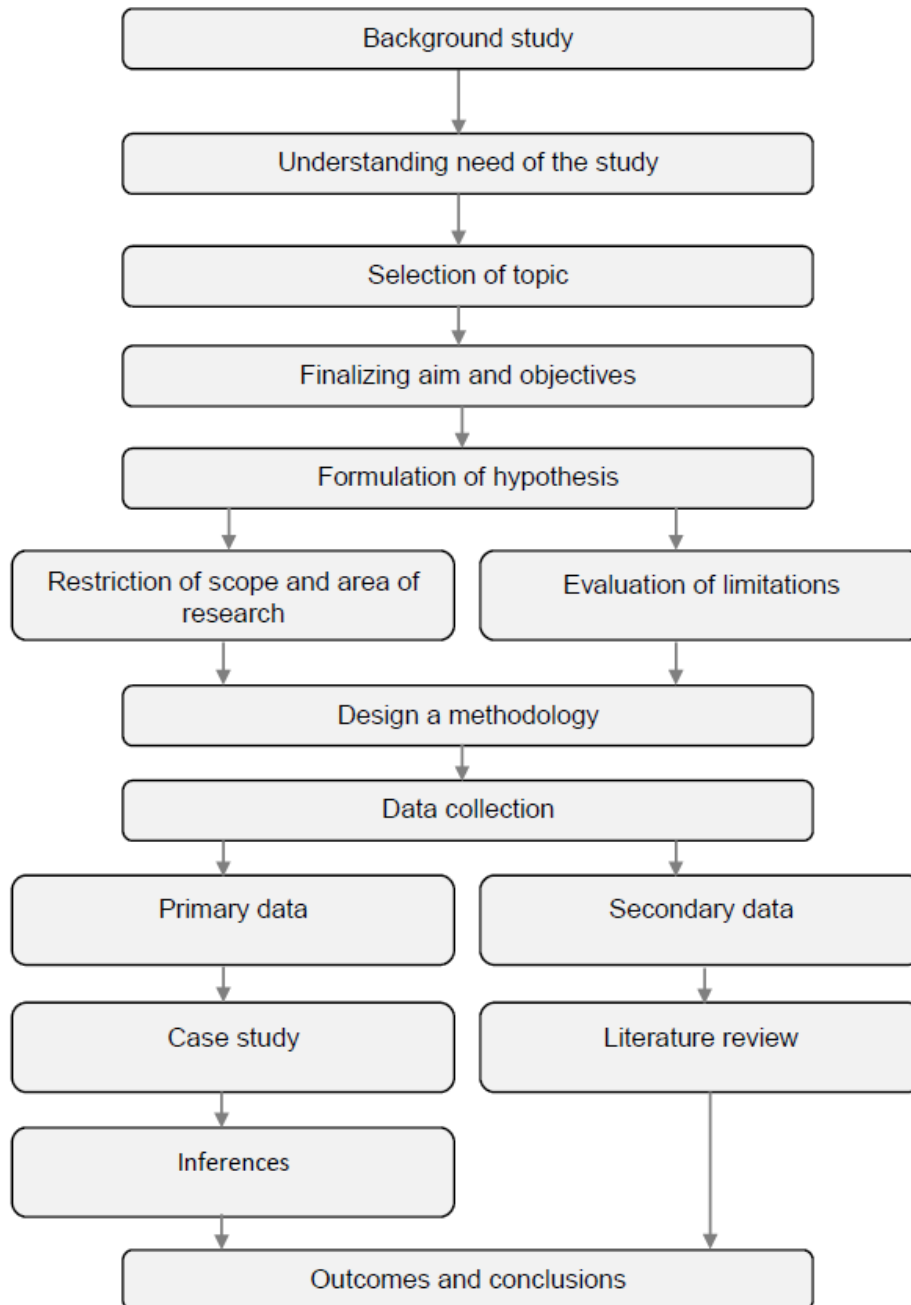 Background study
Understanding need of the study
Selection of topic
Finalizing aim and objectives
Formulation of hypothesis
Restriction of scope and area of
research
Evaluation of limitations
Design a methodology
Data collection
Primary data
Secondary data
Case study
Literature review
Inferences
Outcomes and conclusions